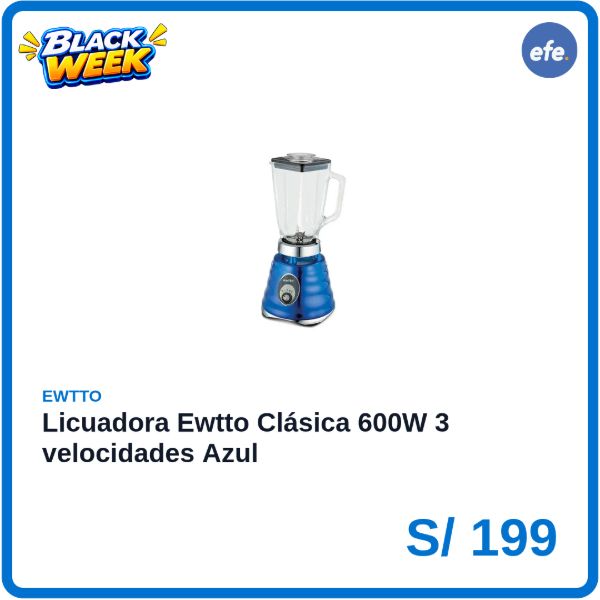 BLACK
WEEK
efe.
EWTTO
Licuadora Ewtto Clásica 600W 3
velocidades Azul
S/ 199